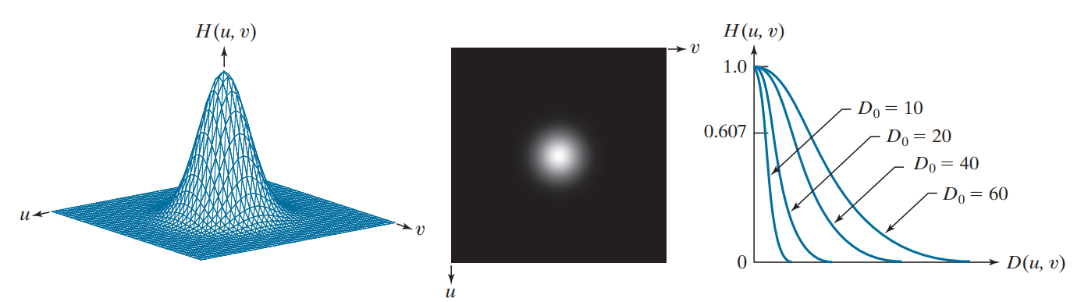 H(u, v)
u
v
v
u
H(u, v)
1.0
0.607
0
D₀ = 10
D₀ = 20
D₀ = 40
D₀ = 60
D(u, v)